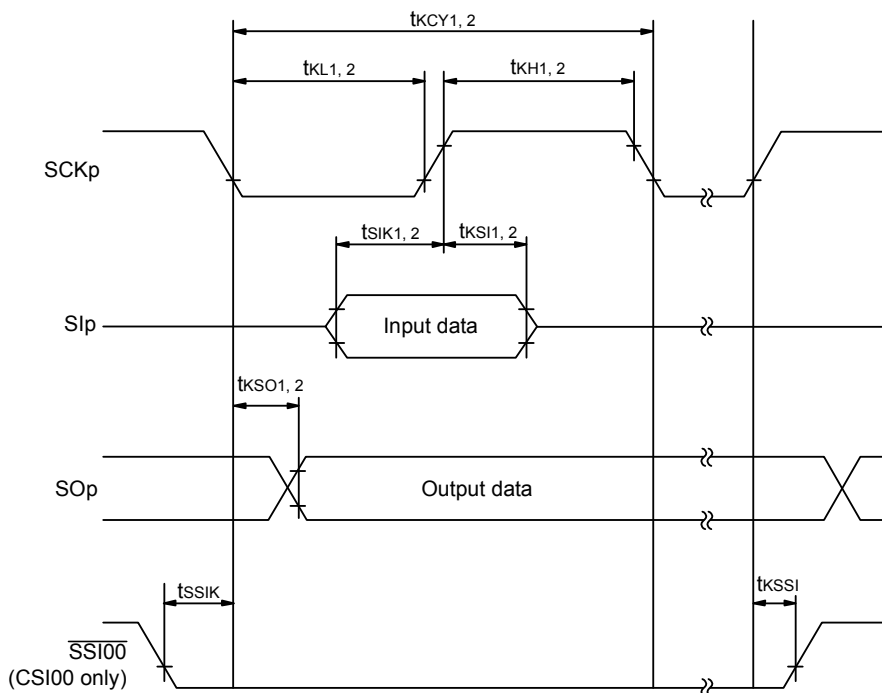 tKCY1, 2
tKL1, 2
tKH1, 2
SCKp
tSIK1, 2
tKSI1, 2
SIp
Input data
tKSO1, 2
SOp
Output data
tSSIK
tKSSI
SSI00
(CSI00 only)